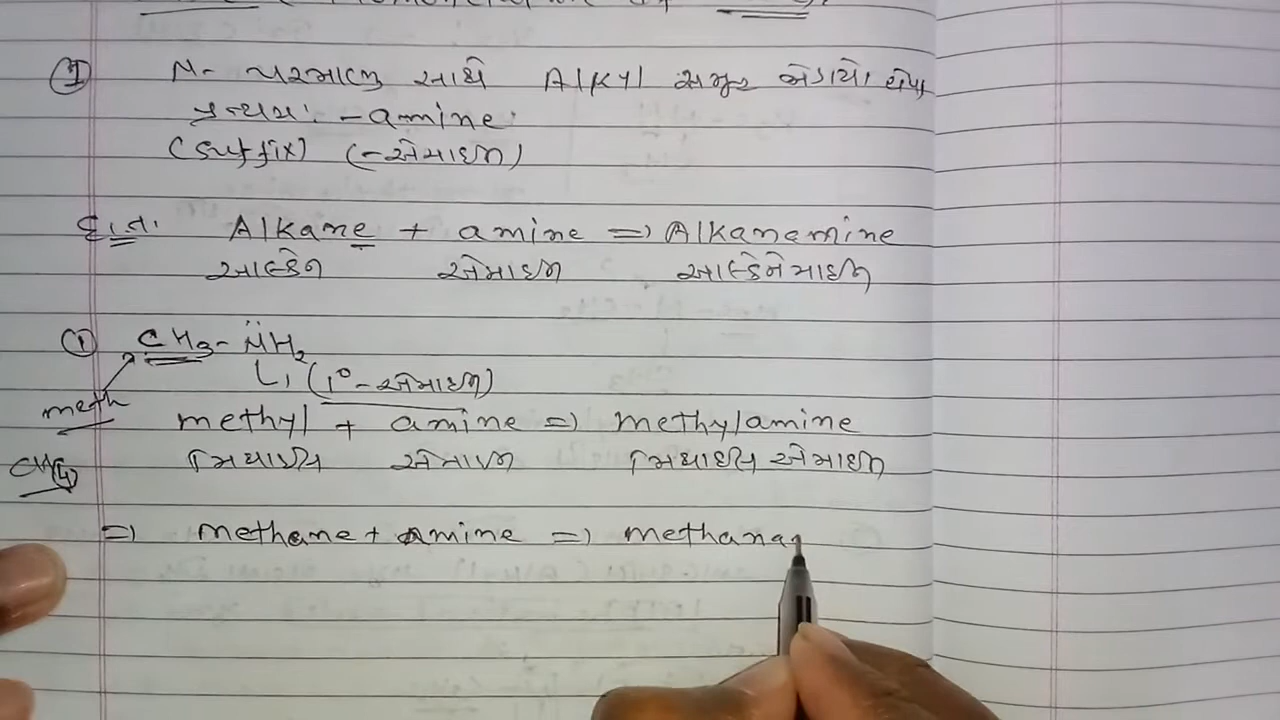 I N- પરમાણુ સાથે Alkyl સમૂહ જોડાયેલ હોય
પ્રત્યય: -amine
(suffix) (-એમાઇન)
દા.ત. Alkane + amine => Alkanamine
આલ્કેન એમાઇન આલ્કેનેમાઇન
① CH3-NH2
(1° - એમાઇન)
meth
methyl + amine => methylamine
CH4
મિથાઇલ એમાઇન મિથાઇલ એમાઇન
=> methane + amine => methana